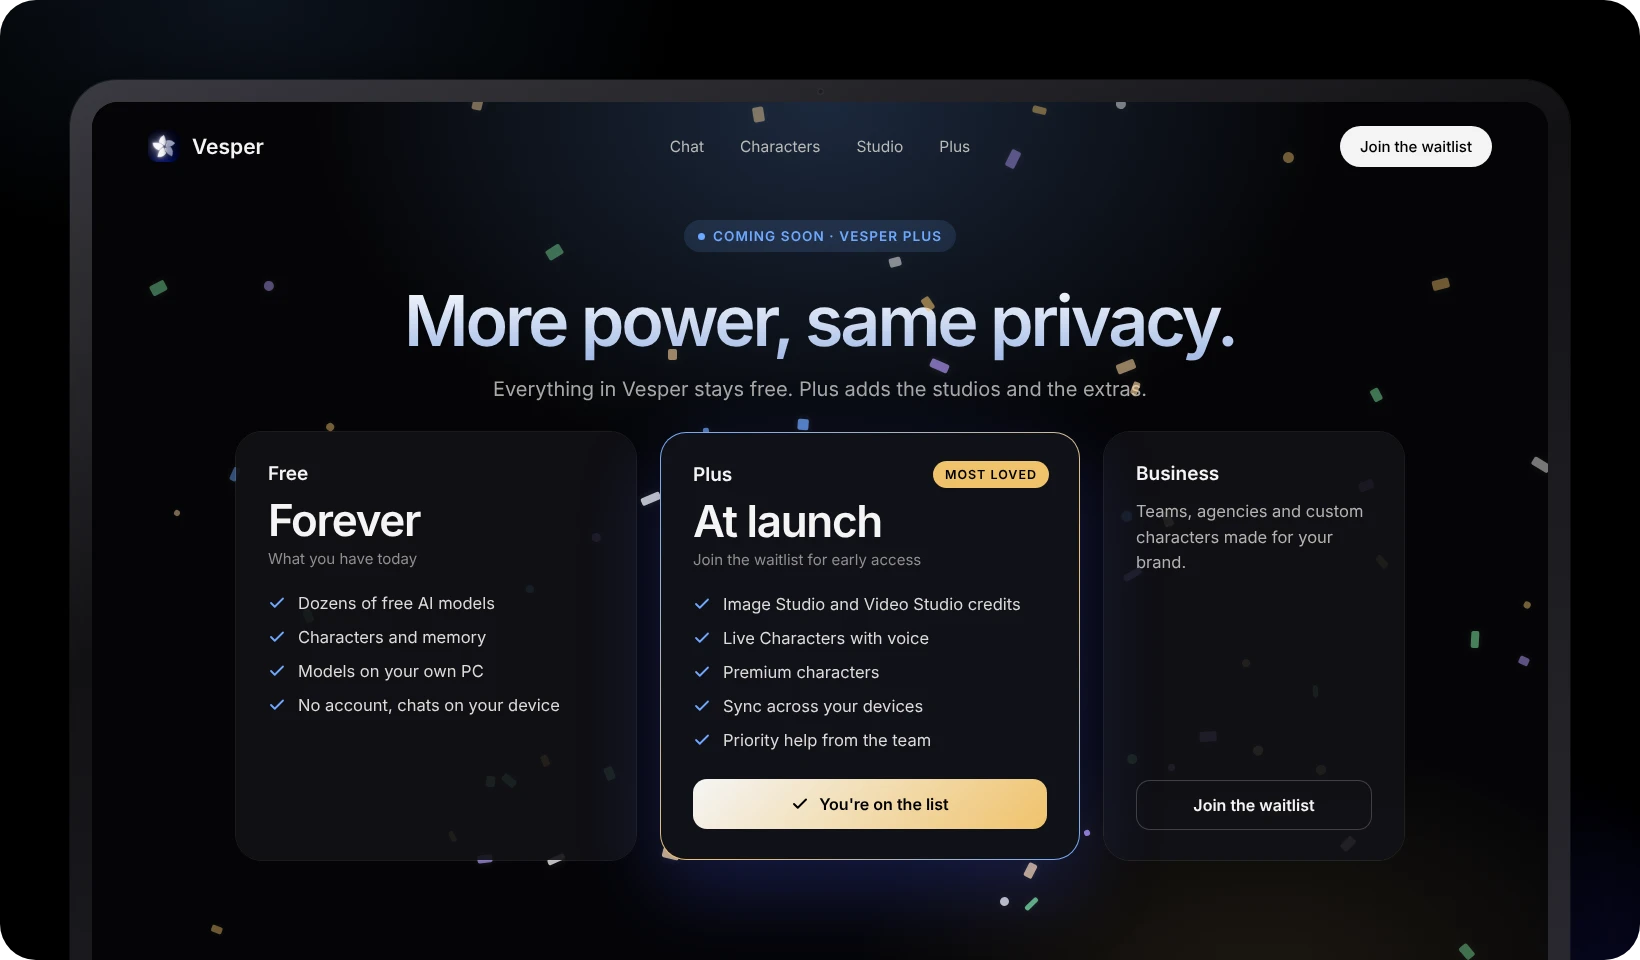 Vesper
Chat
Characters
Studio
Plus
Join the waitlist
COMING SOON · VESPER PLUS
More power, same privacy.
Everything in Vesper stays free. Plus adds the studios and the extras.
Free
Forever
What you have today
Dozens of free AI models
Characters and memory
Models on your own PC
No account, chats on your device
Plus
MOST LOVED
At launch
Join the waitlist for early access
Image Studio and Video Studio credits
Live Characters with voice
Premium characters
Sync across your devices
Priority help from the team
You're on the list
Business
Teams, agencies and custom
characters made for your
brand.
Join the waitlist